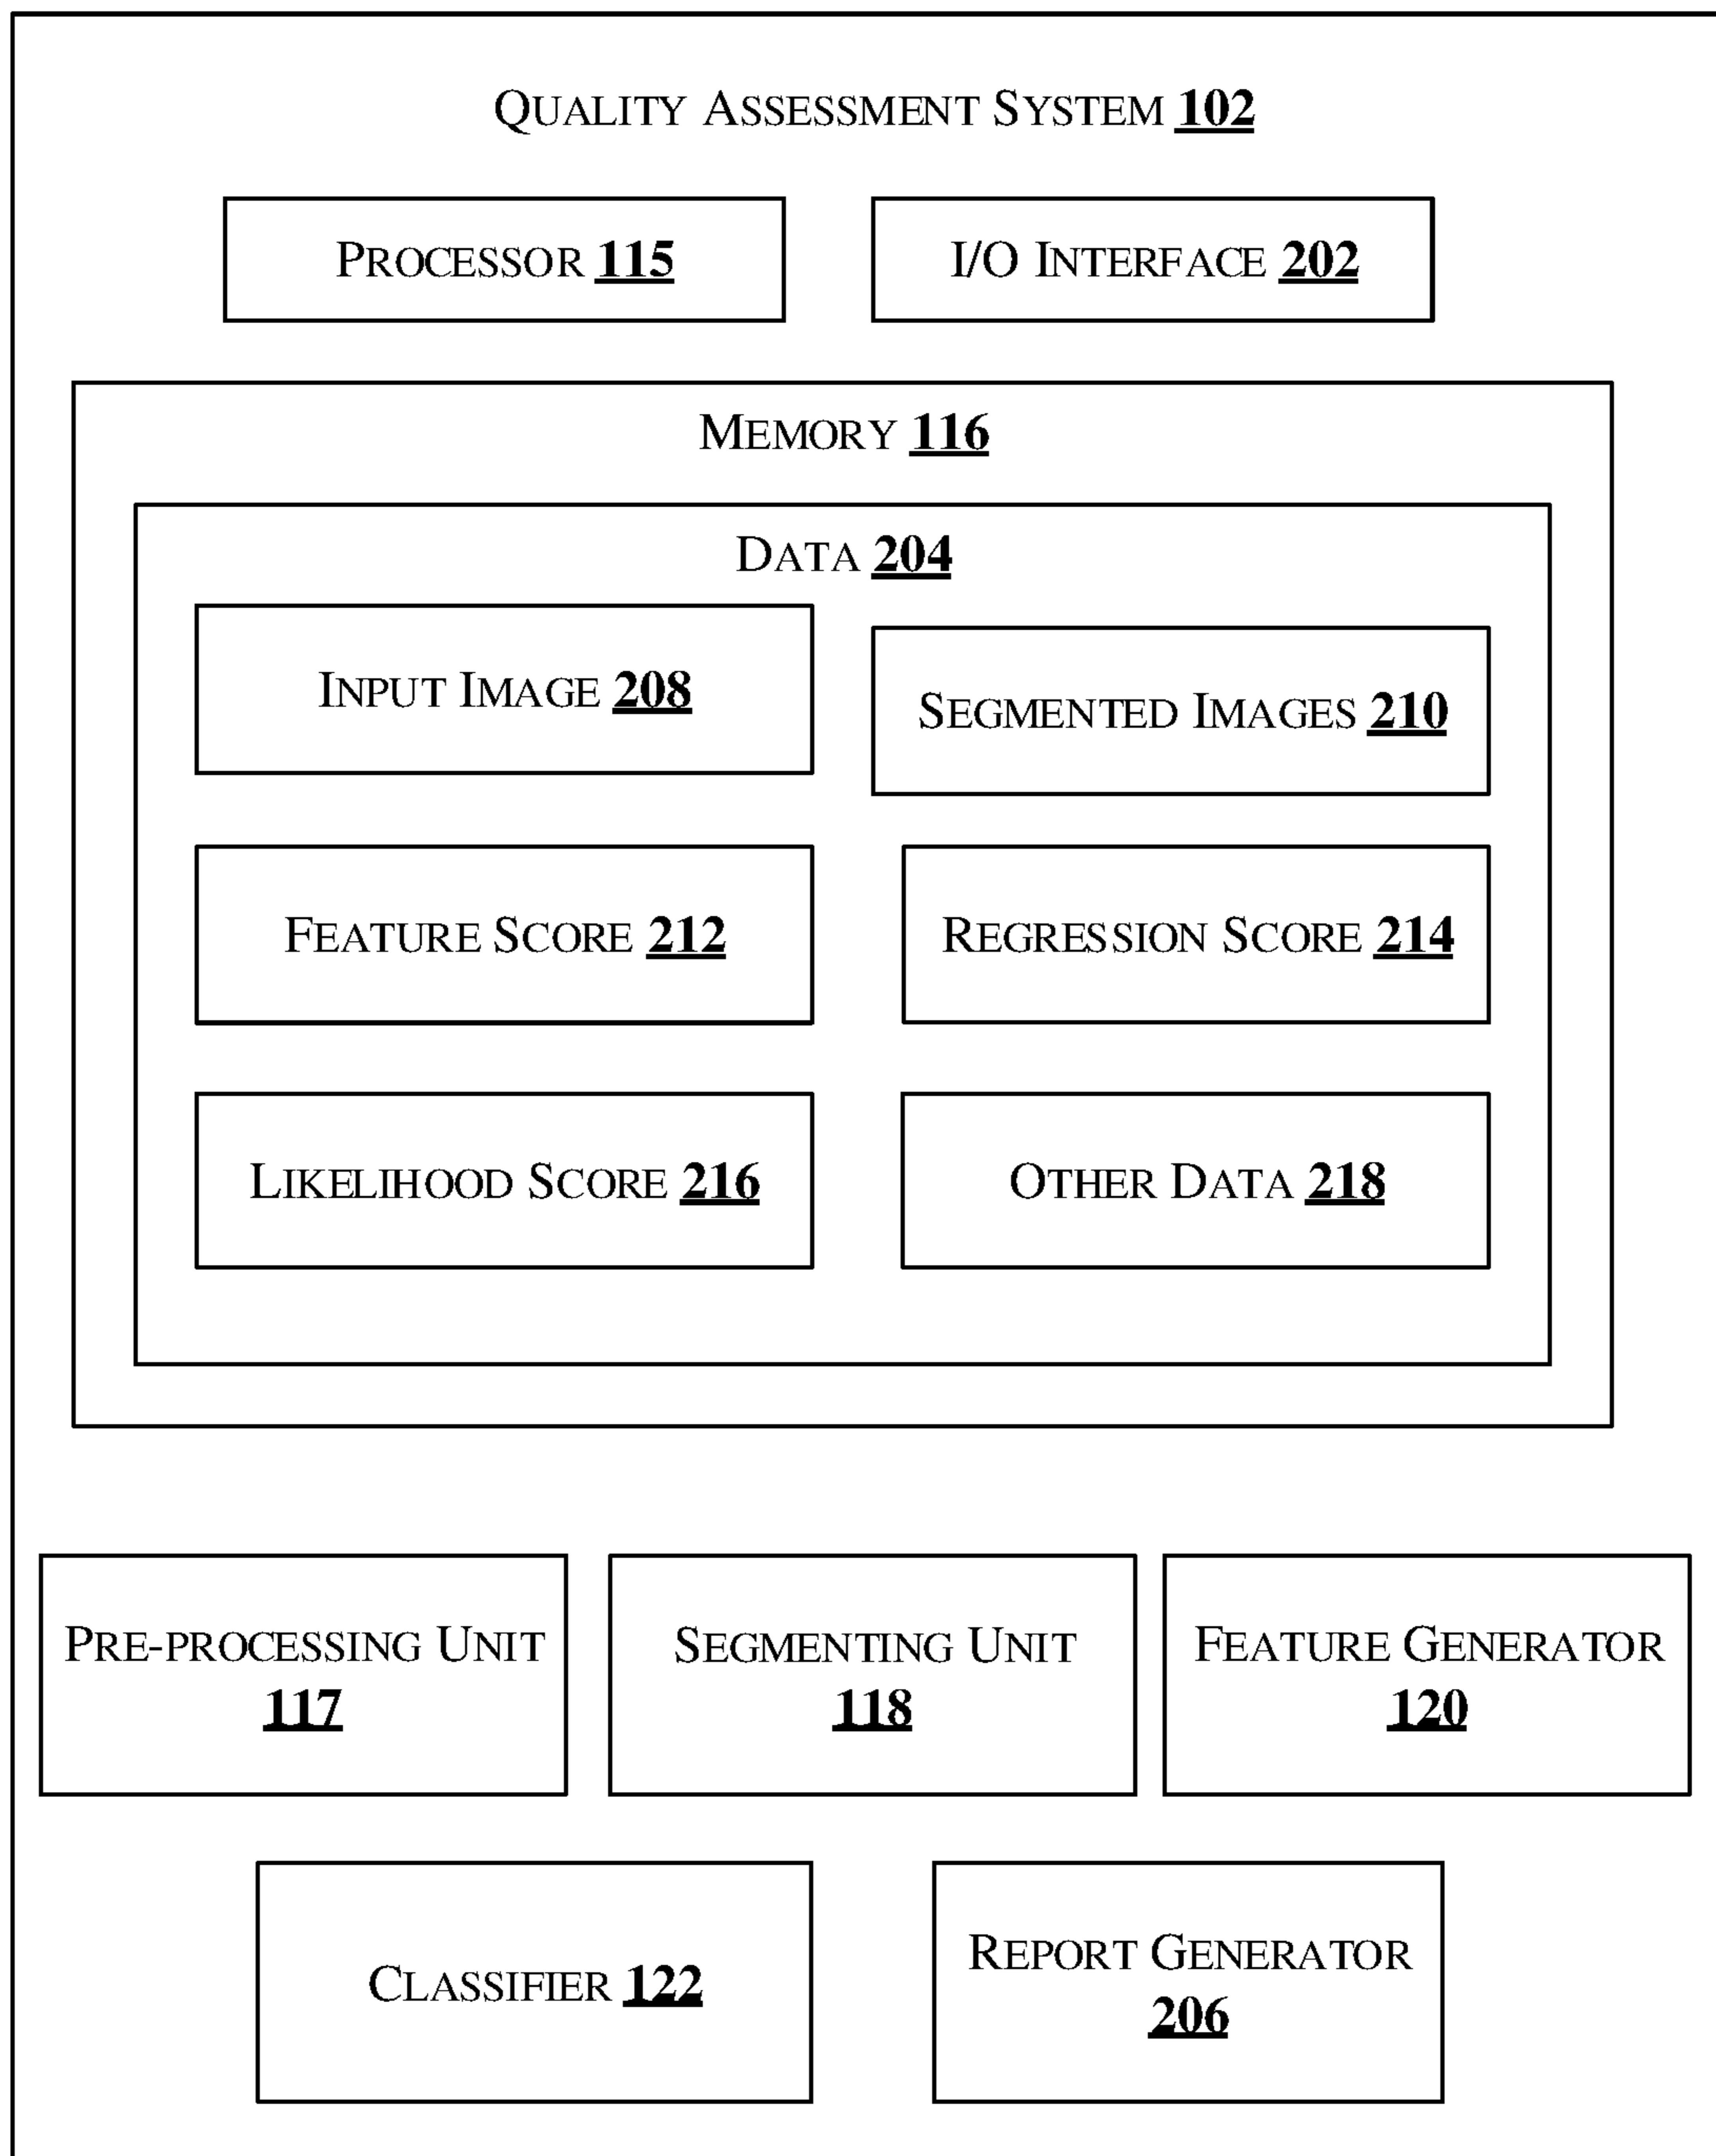 QUALITY ASSESSMENT SYSTEM 102
PROCESSOR 115
I/O INTERFACE 202
MEMORY 116
DATA 204
INPUT IMAGE 208
SEGMENTED IMAGES 210
FEATURE SCORE 212
REGRESSION SCORE 214
LIKELIHOOD SCORE 216
OTHER DATA 218
PRE-PROCESSING UNIT
117
SEGMENTING UNIT
118
FEATURE GENERATOR
120
CLASSIFIER 122
REPORT GENERATOR
206